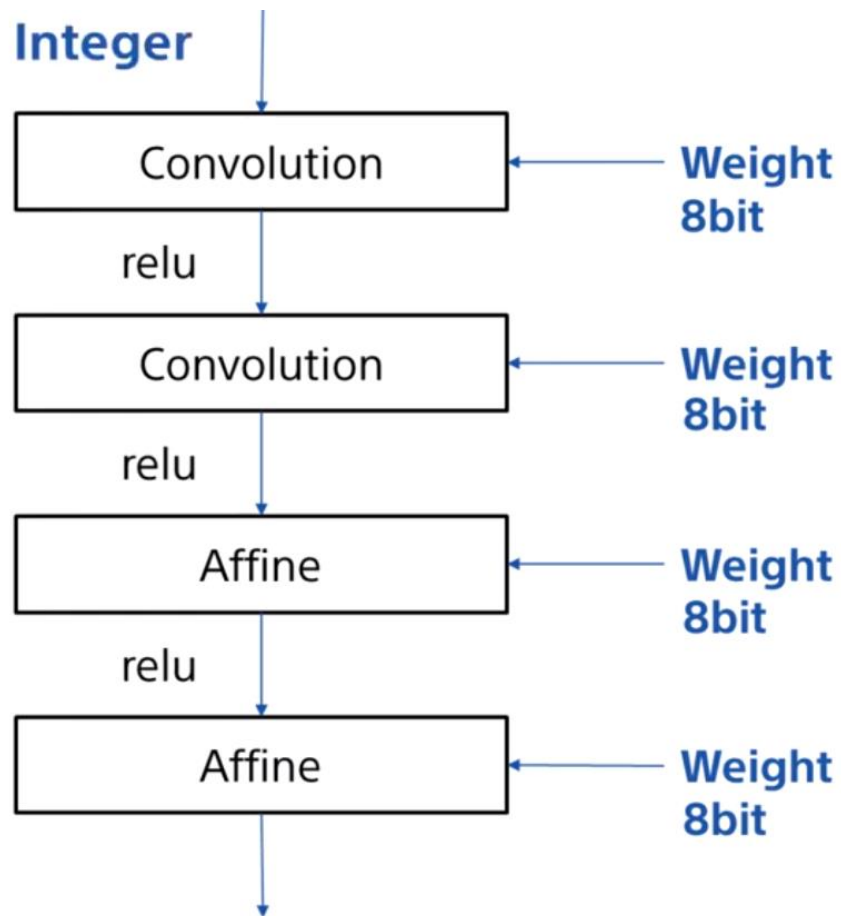 Integer
Convolution
Weight
8bit
relu
Convolution
Weight
8bit
relu
Affine
Weight
8bit
relu
Affine
Weight
8bit